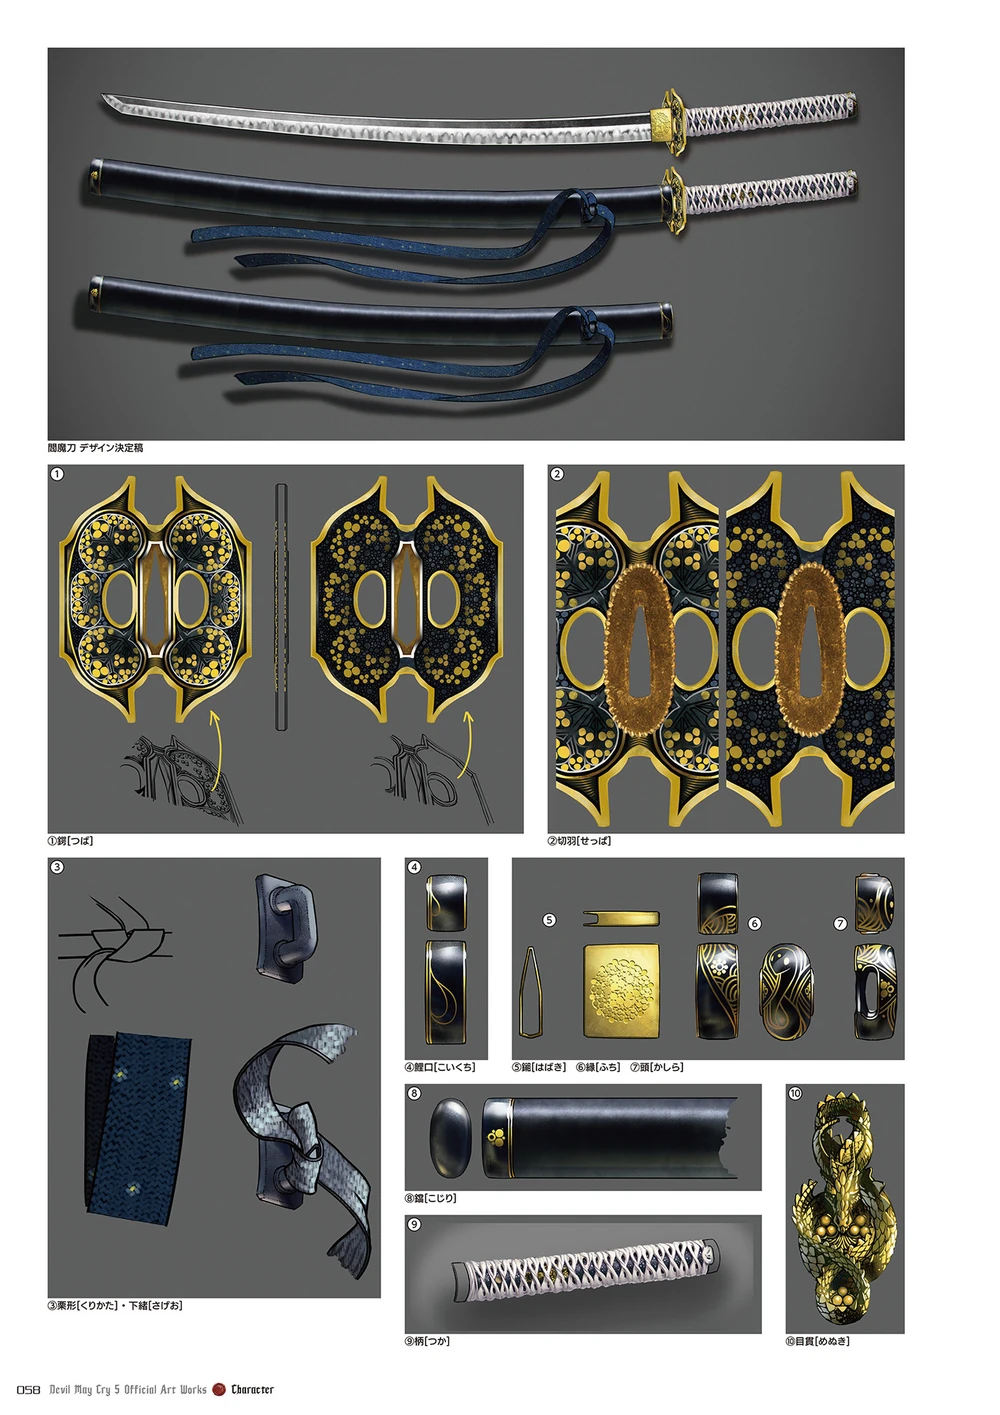 閻魔刀 デザイン決定稿
1
2
①鍔[つば]
②切羽[せっぱ]
3
4
5
6
7
④鯉口[こいくち]
⑤鎺[はばき] ⑥縁[ふち] ⑦頭[かしら]
8
10
⑧鐺[こじり]
9
③栗形[くりかた]・下緒[さげお]
⑨柄[つか]
⑩目貫[めぬき]
058 Devil May Cry 5 Official Art Works Character